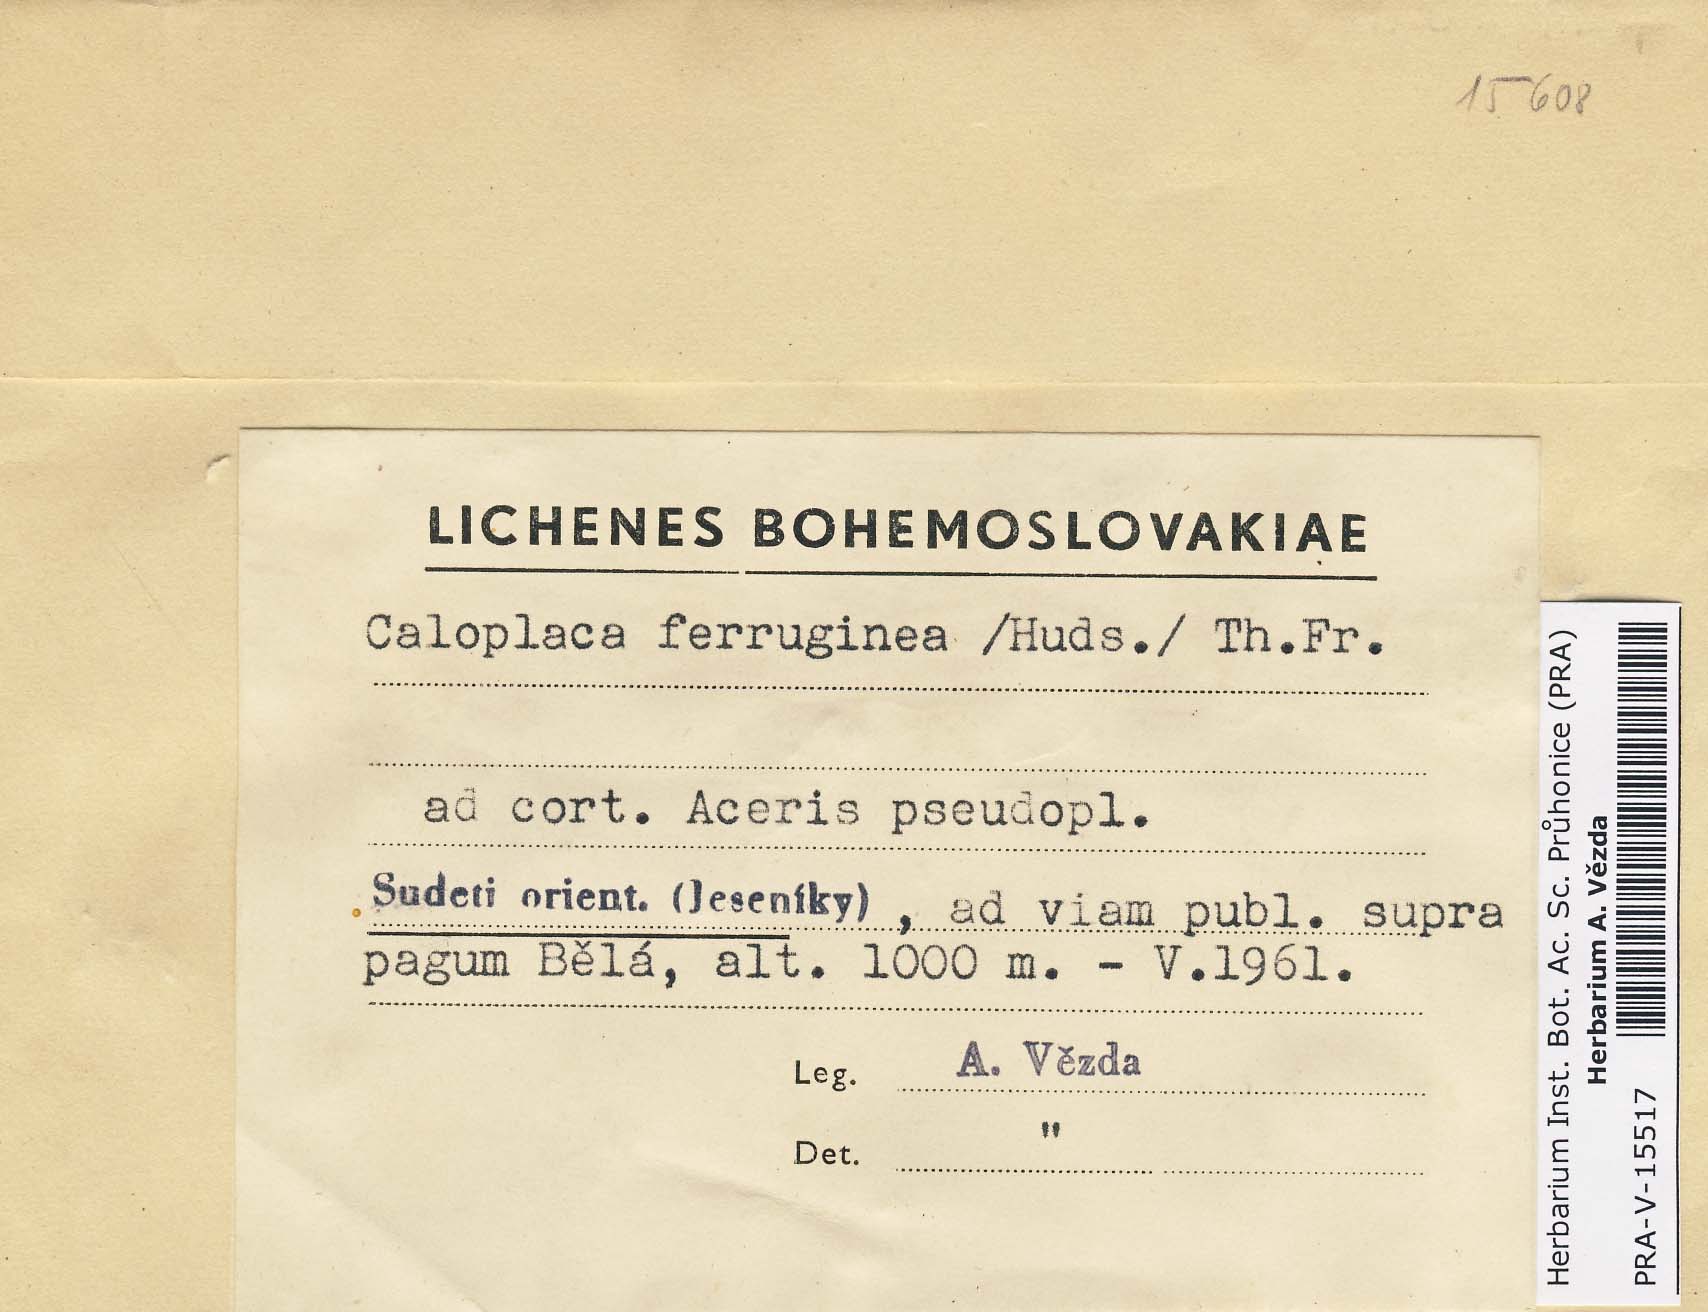 15608
LICHENES BOHEMOSLOVAKIAE
Caloplaca ferruginea /Huds./ Th.Fr.
ad cort. Aceris pseudopl.
Sudeti orient. (Jeseníky) , ad viam publ. supra
pagum Bělá, alt. 1000 m. - V.1961.
Leg. A. Vězda
Det. "
Herbarium Inst. Bot. Ac. Sc. Průhonice (PRA)
Herbarium A. Vězda
PRA-V-15517